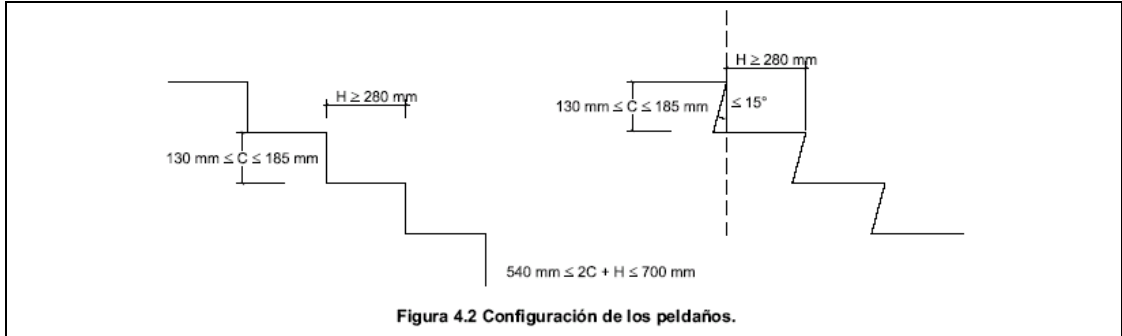 H ≥ 280 mm
130 mm ≤ C ≤ 185 mm
H ≥ 280 mm
130 mm ≤ C ≤ 185 mm
≤ 15°
540 mm ≤ 2C + H ≤ 700 mm
Figura 4.2 Configuración de los peldaños.